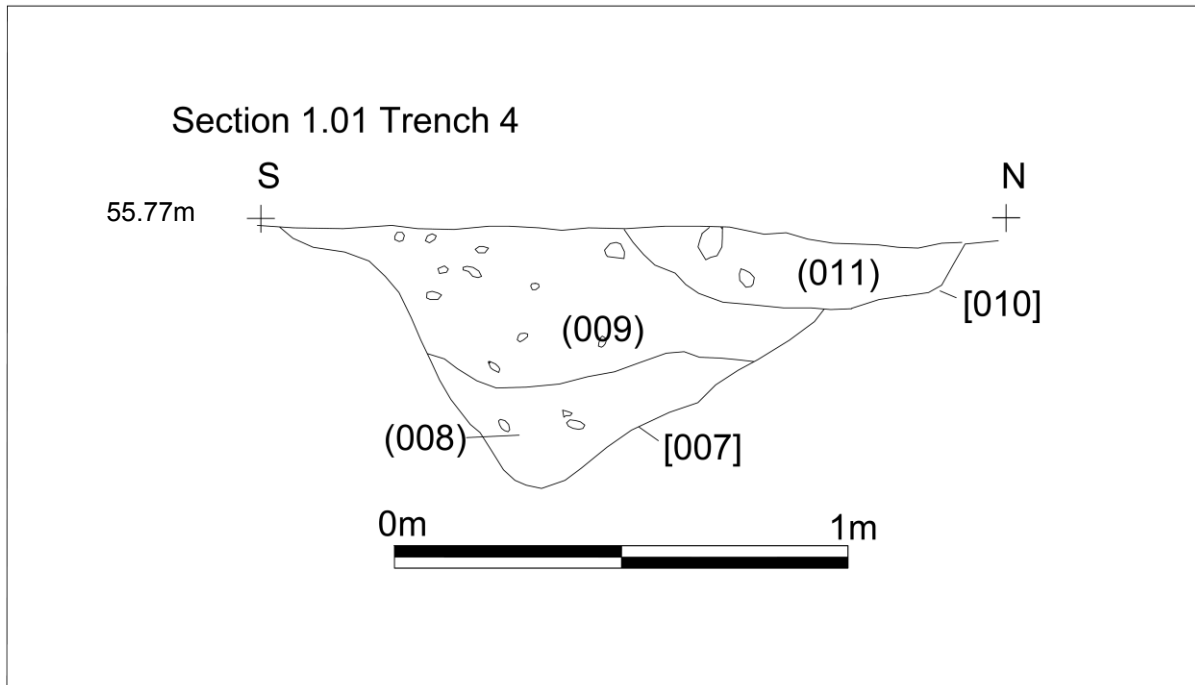 Section 1.01 Trench 4
S N
55.77m
(011)
[010]
(009)
(008) [007]
0m 1m